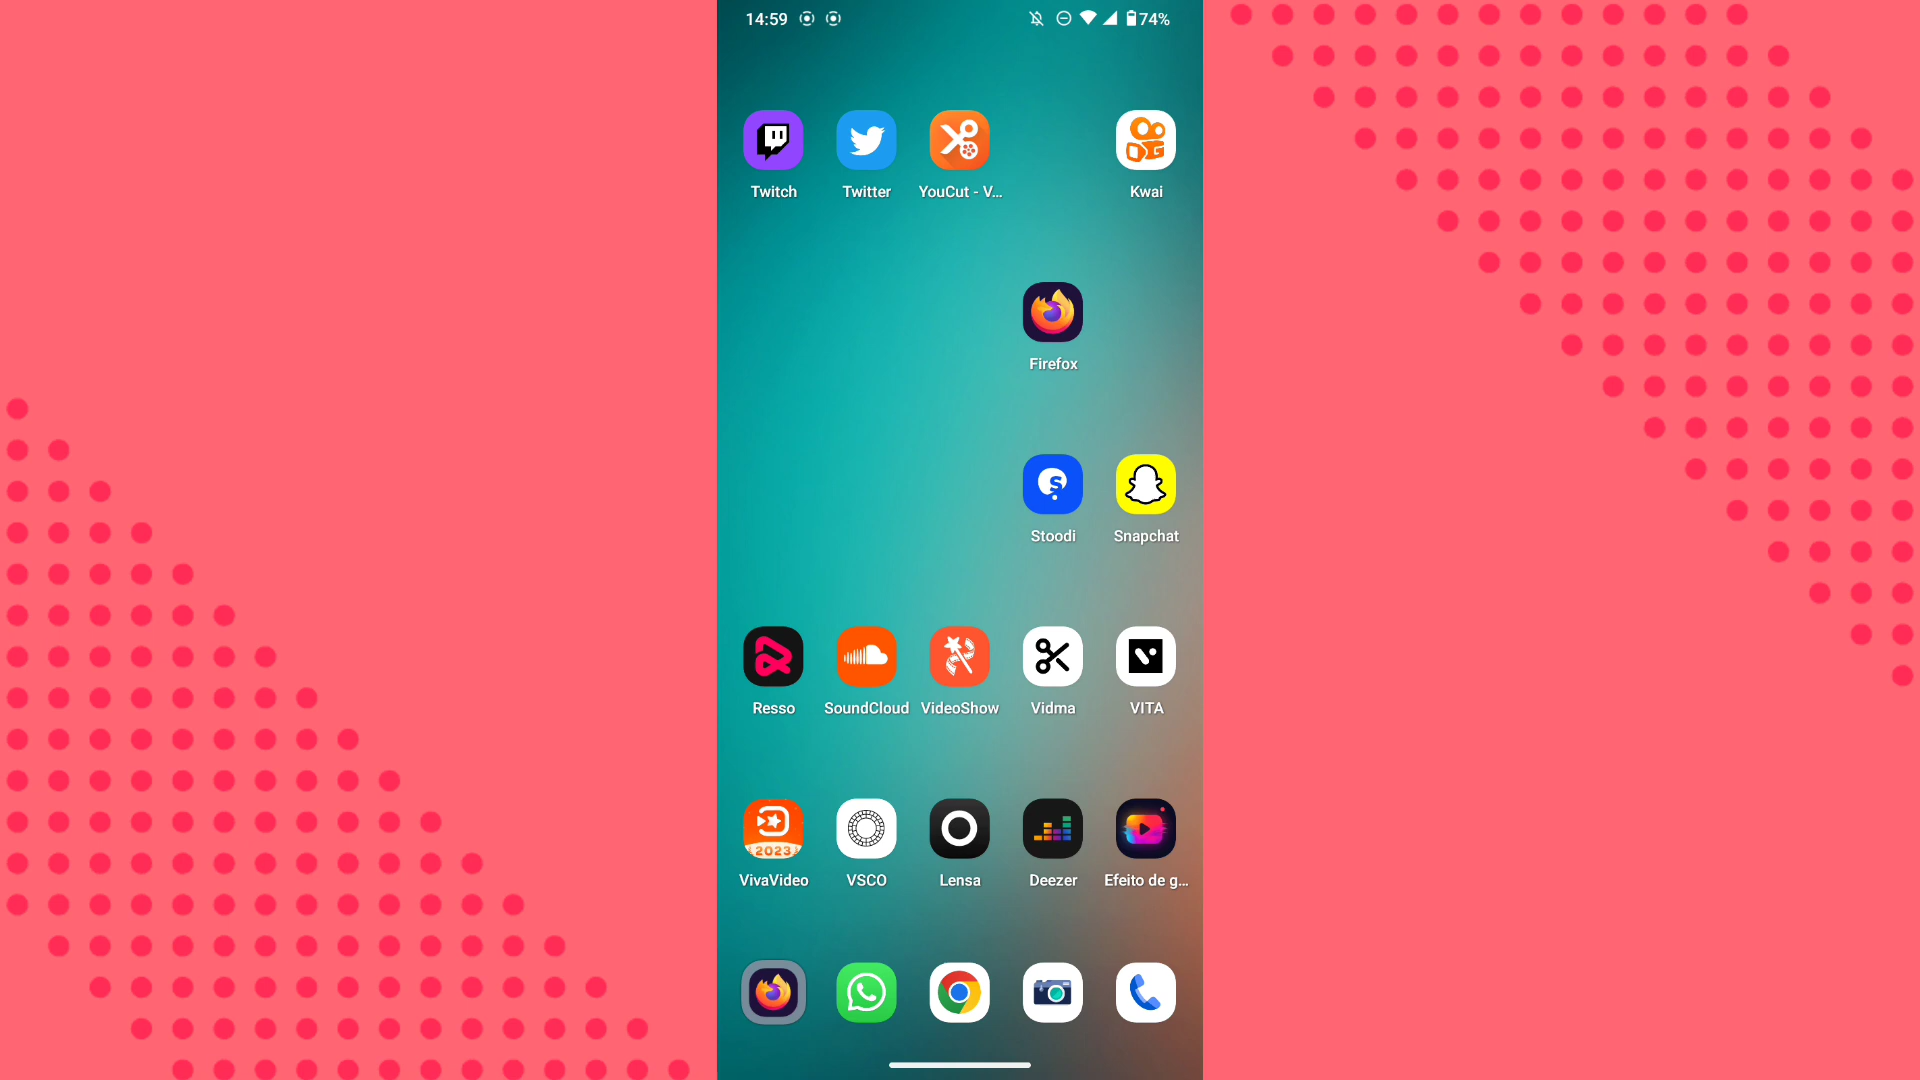 14:59 74%
Twitch Twitter YouCut - V... Kwai
Firefox
Stoodi Snapchat
Resso SoundCloud VideoShow Vidma VITA
2023
VivaVideo VSCO Lensa Deezer Efeito de g...